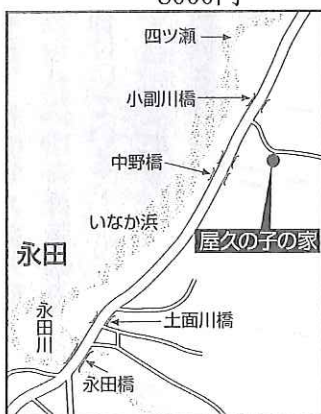 四ツ瀬
小副川橋
中野橋
いなか浜
屋久の子の家
永田
永田川
土面川橋
永田橋